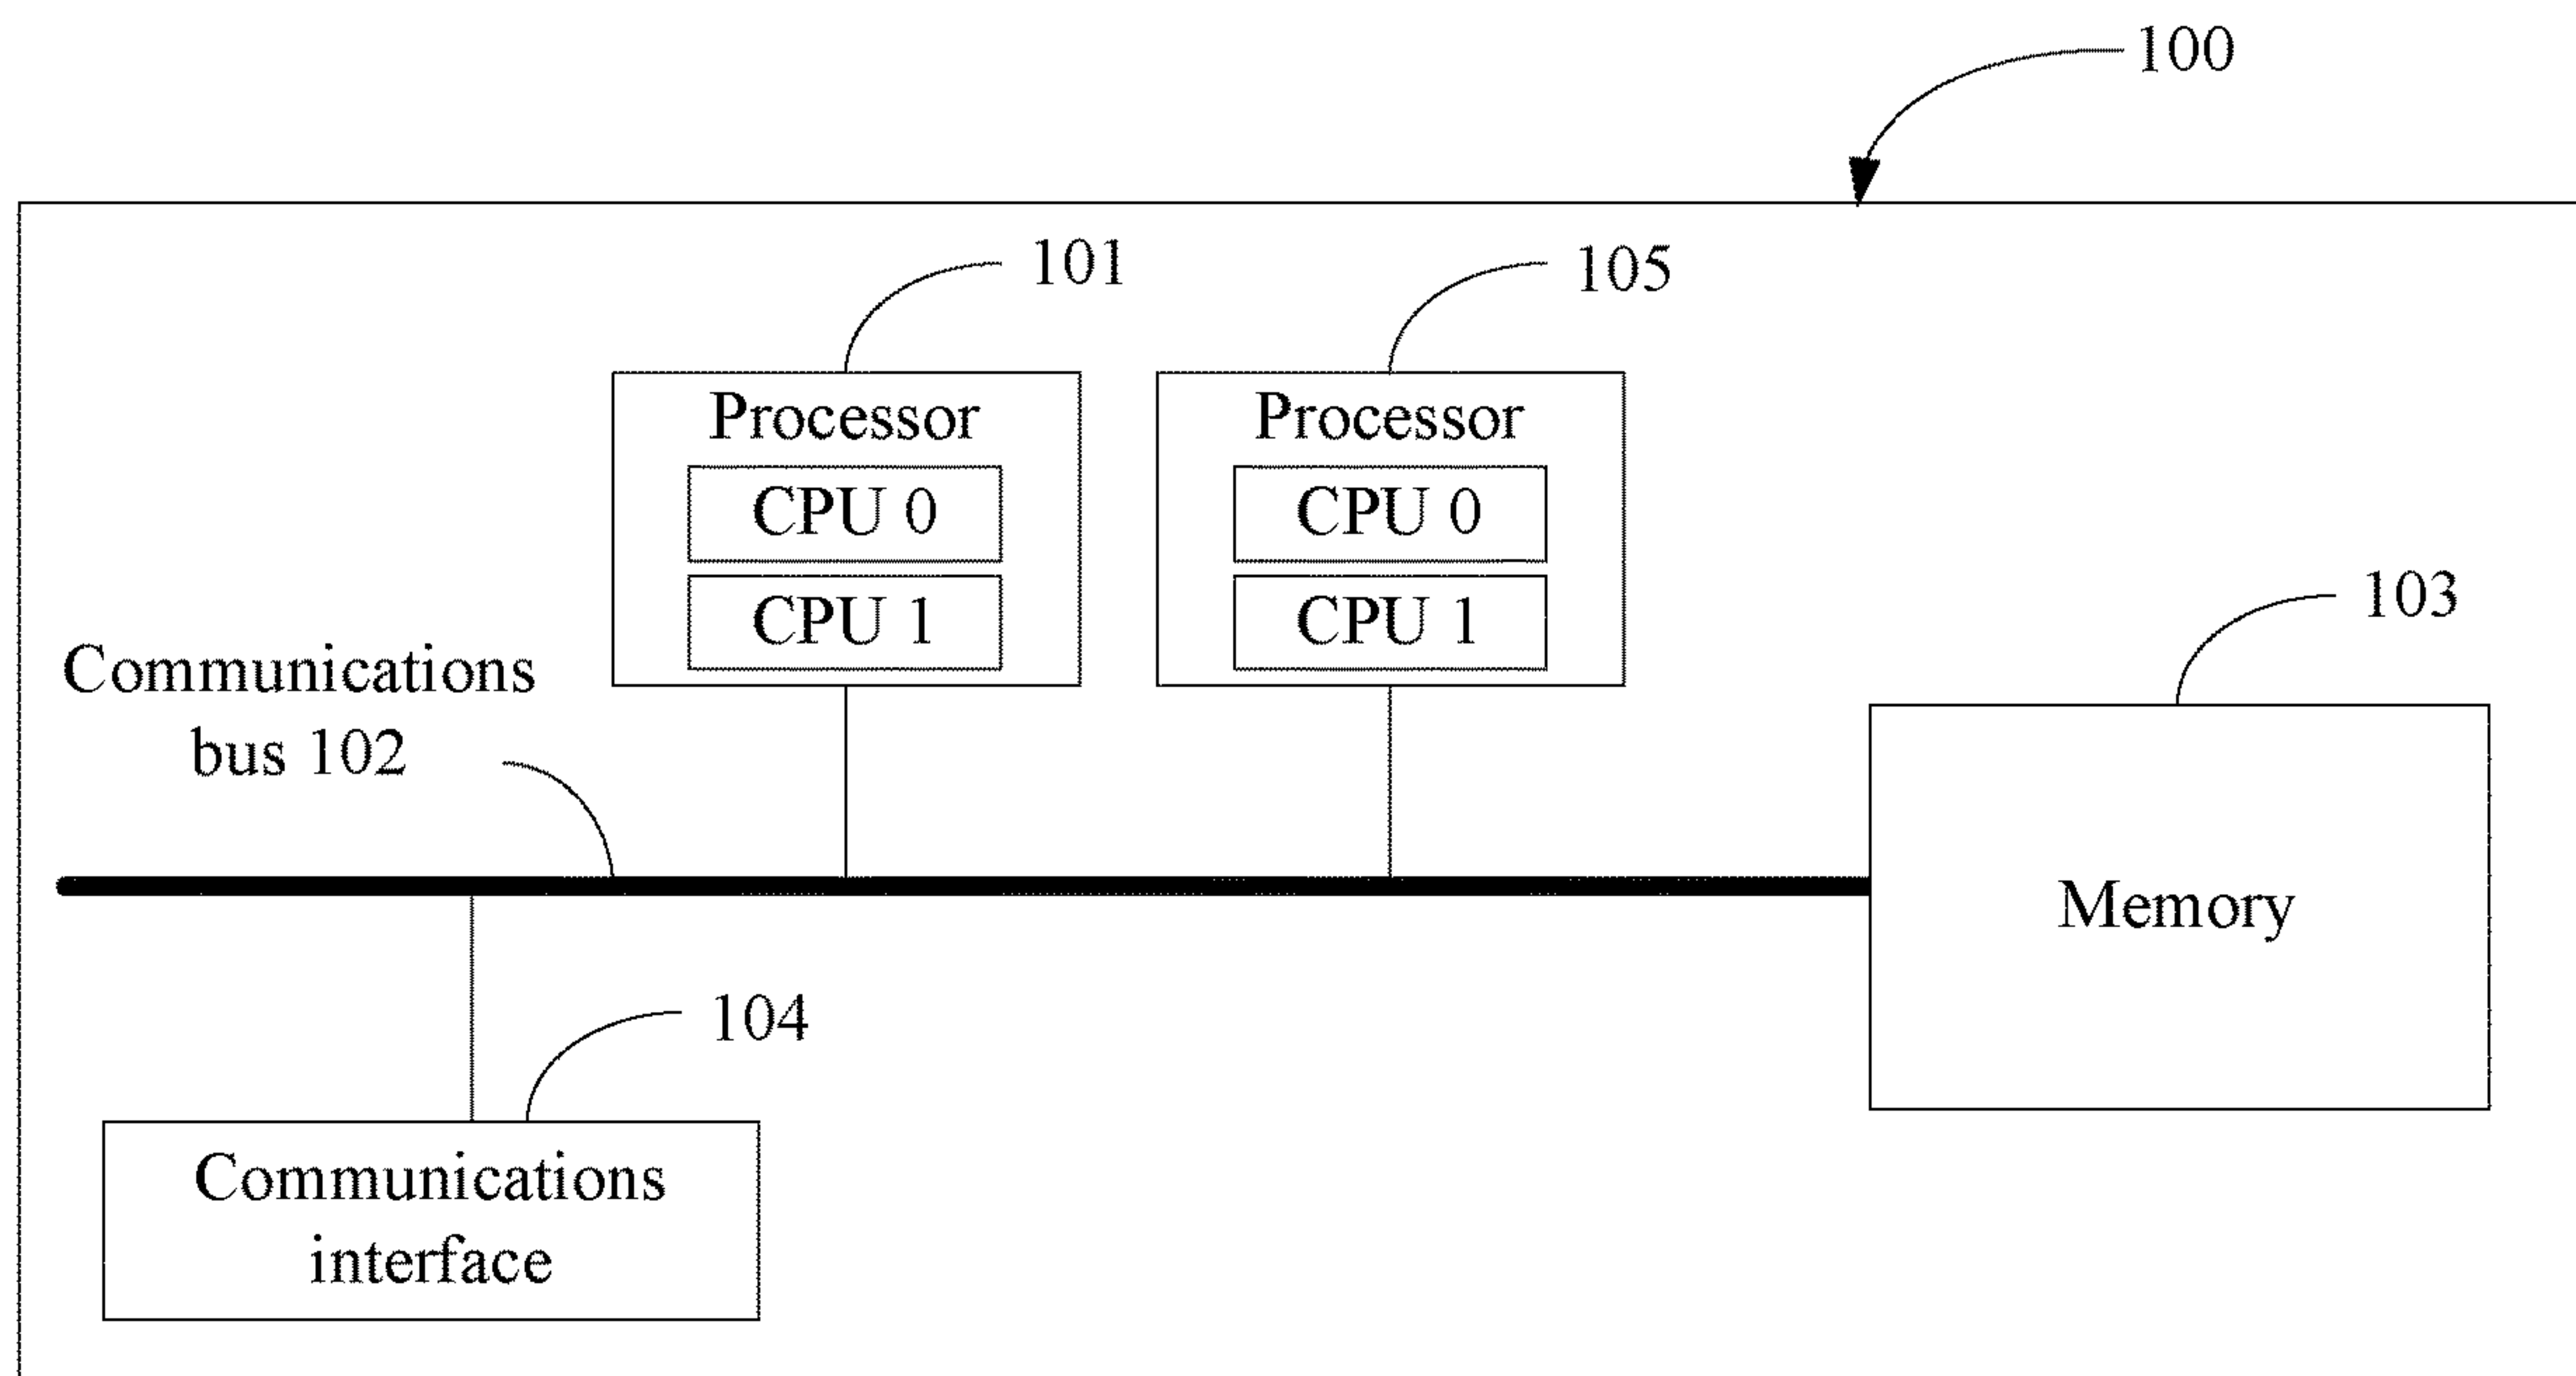 100
101
105
Processor
Processor
CPU 0
CPU 0
CPU 1
CPU 1
103
Communications
bus 102
Memory
104
Communications
interface